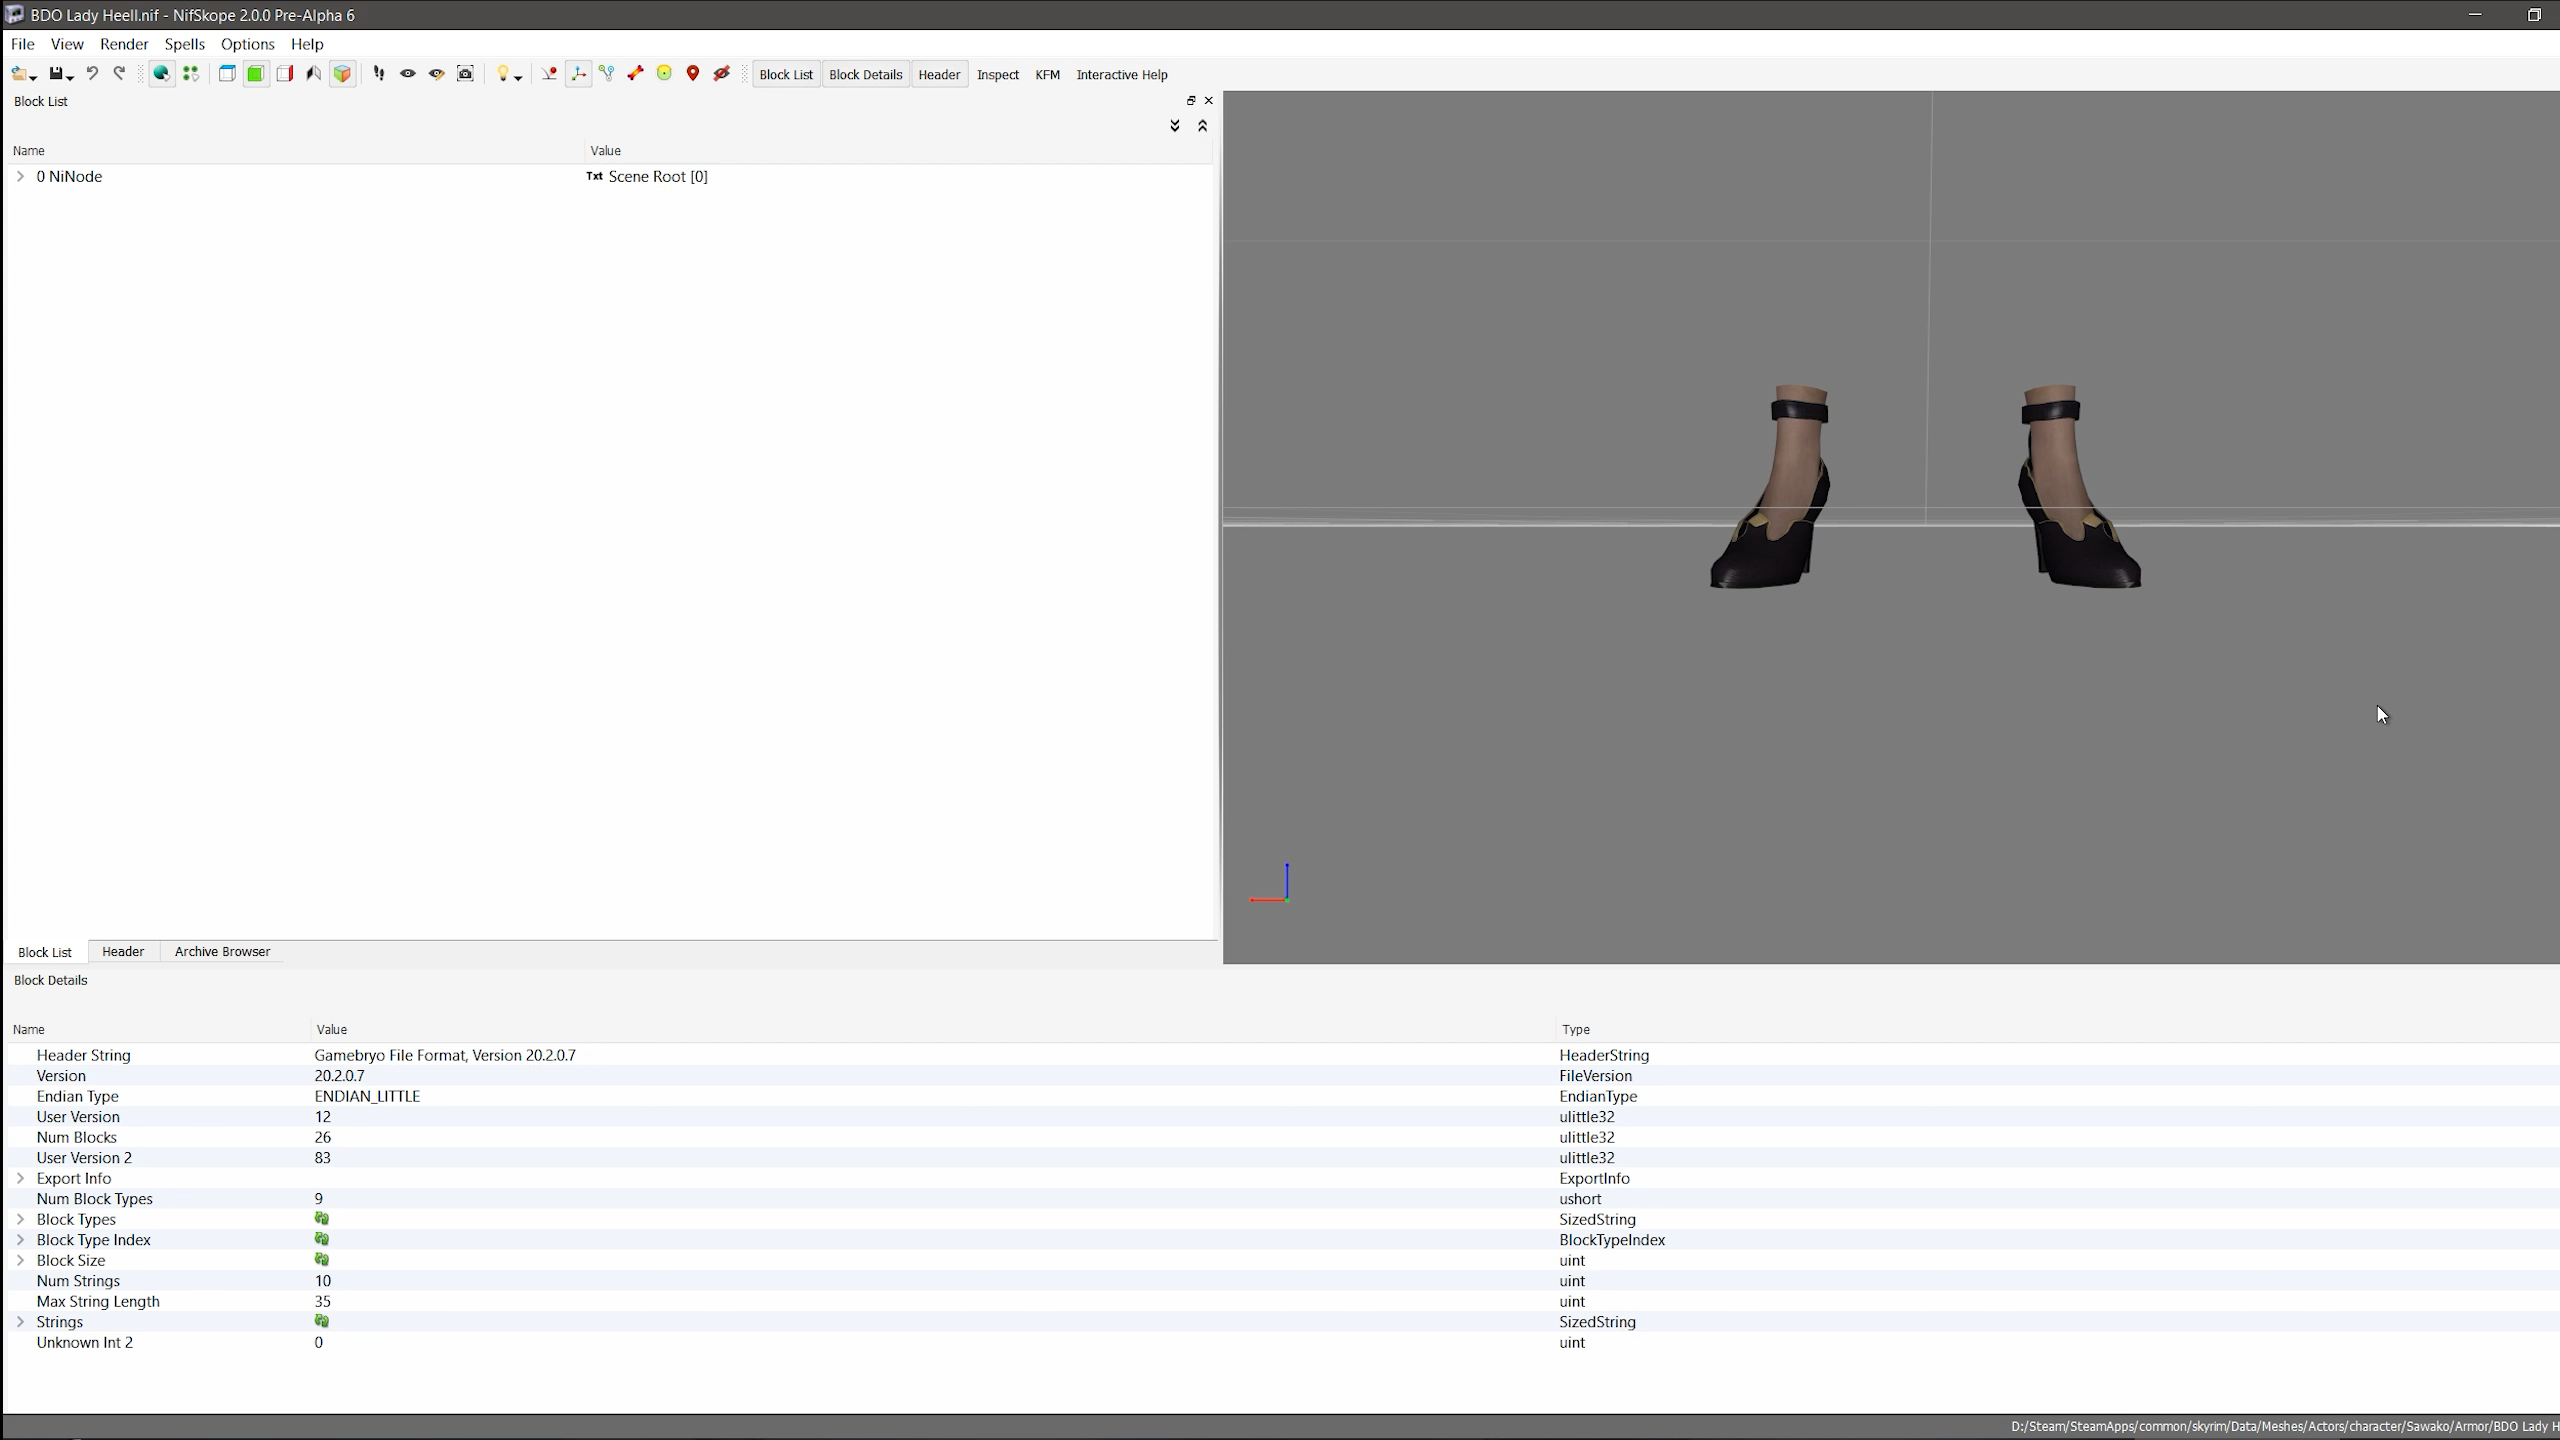 BDO Lady Heell.nif - NifSkope 2.0.0 Pre-Alpha 6
File View Render Spells Options Help
Block List Block Details Header Inspect KFM Interactive Help
Block List
Name Value
0 NiNode Txt Scene Root [0]
Block List Header Archive Browser
Block Details
Name Value Type
Header String Gamebryo File Format, Version 20.2.0.7 HeaderString
Version 20.2.0.7 FileVersion
Endian Type ENDIAN_LITTLE EndianType
User Version 12 ulittle32
Num Blocks 26 ulittle32
User Version 2 83 ulittle32
Export Info ExportInfo
Num Block Types 9 ushort
Block Types SizedString
Block Type Index BlockTypeIndex
Block Size uint
Num Strings 10 uint
Max String Length 35 uint
Strings SizedString
Unknown Int 2 0 uint
D:/Steam/SteamApps/common/skyrim/Data/Meshes/Actors/character/Sawako/Armor/BDO Lady H